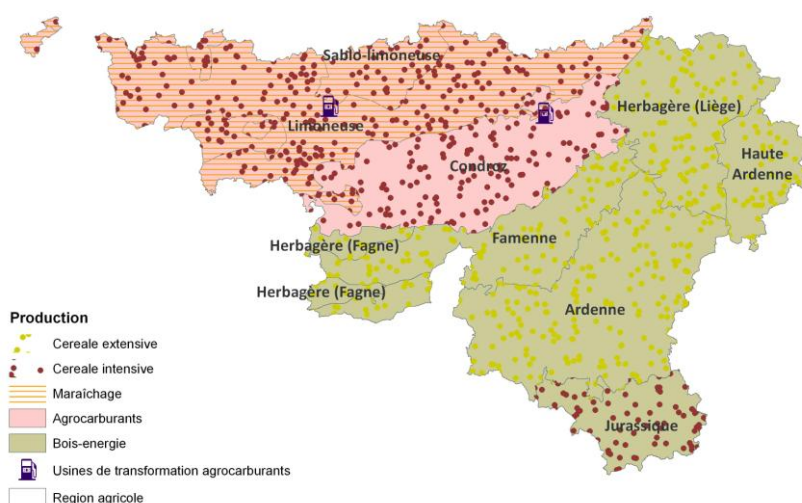 Sablo-limoneuse
Herbagère (Liège)
Limoneuse
Haute
Ardenne
Condroz
Herbagère (Fagne)
Famenne
Herbagère (Fagne)
Ardenne
Jurassique
Production
Cereale extensive
Cereale intensive
Maraîchage
Agrocarburants
Bois-energie
Usines de transformation agrocarburants
Region agricole